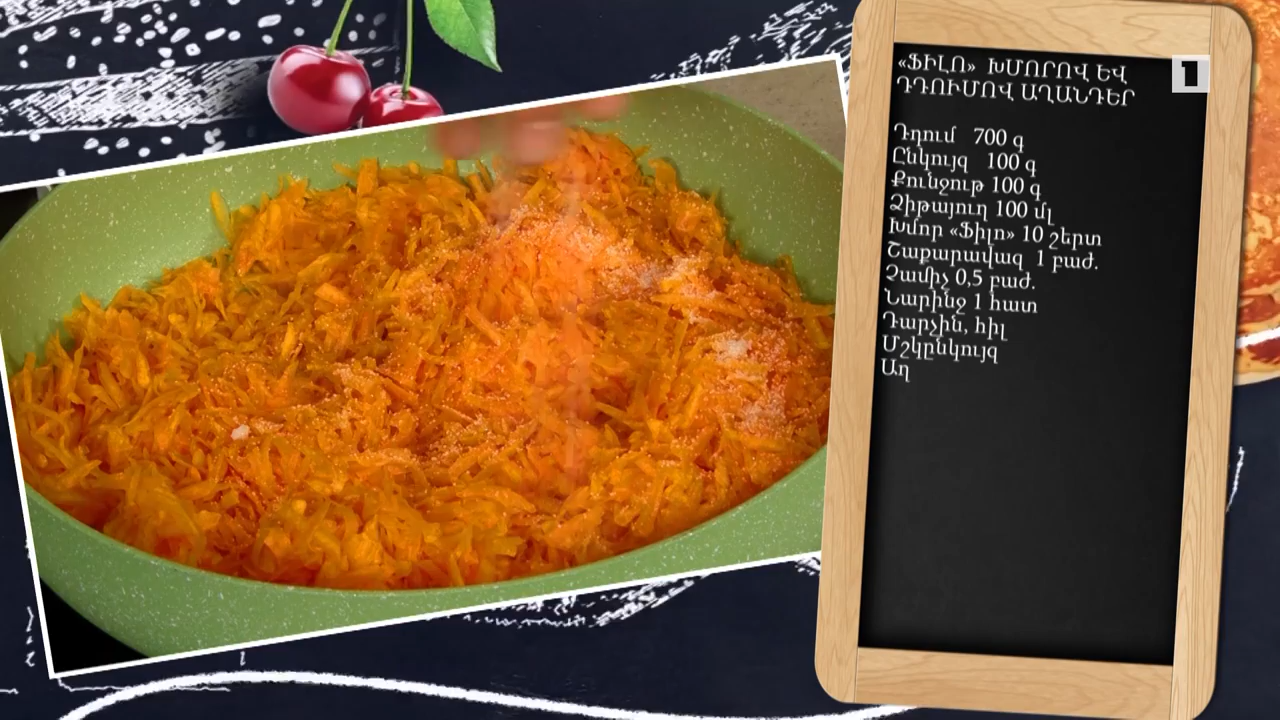 «ՖԻԼՈ» ԽՄՈՐՈՎ ԵՎ
ԴԴՈՒՄՈՎ ԱՂԱՆԴԵՐ
Դդում 700 գ
Ընկույզ 100 գ
Քունջութ 100 գ
Ձիթայուղ 100 մլ
Խմոր «Ֆիլո» 10 շերտ
Շաքարավազ 1 բաժ.
Չամիչ 0,5 բաժ.
Նարինջ 1 հատ
Դարչին, հիլ
Մշկընկույզ
Աղ
1